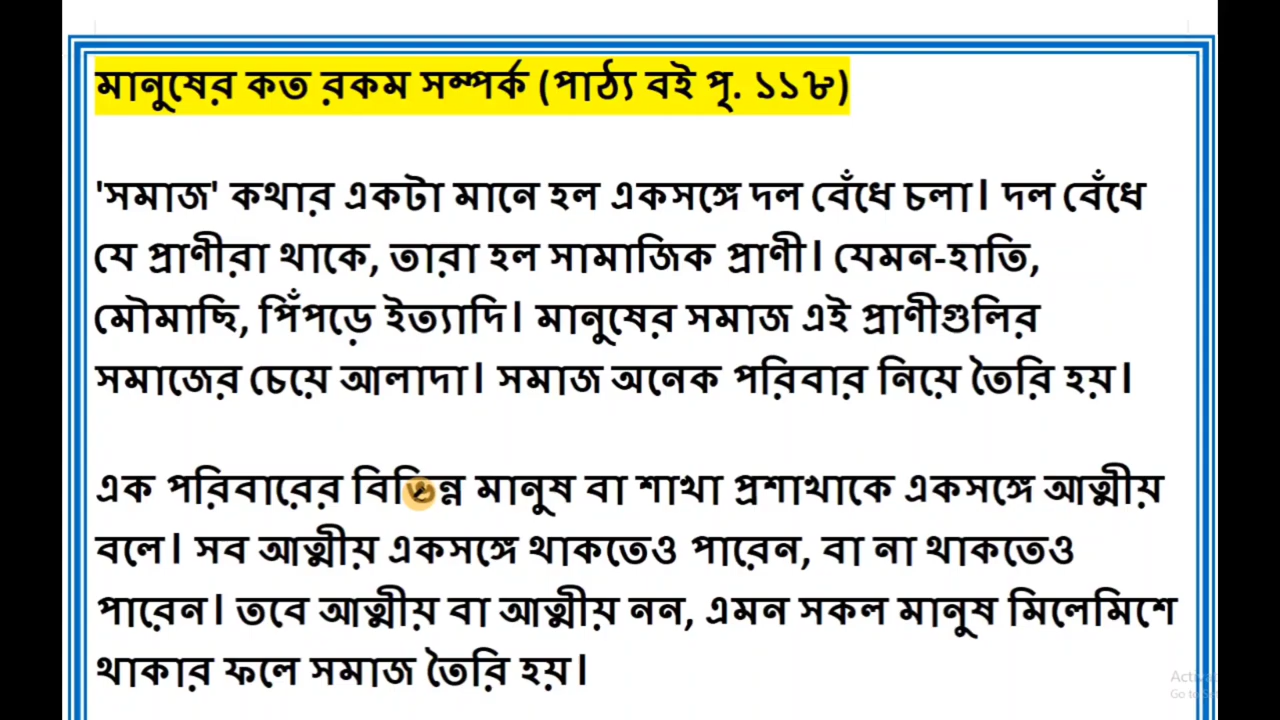 মানুষের কত রকম সম্পর্ক (পাঠ্য বই পৃ. ১১৮)
'সমাজ' কথার একটা মানে হল একসঙ্গে দল বেঁধে চলা। দল বেঁধে
যে প্রাণীরা থাকে, তারা হল সামাজিক প্রাণী। যেমন-হাতি,
মৌমাছি, পিঁপড়ে ইত্যাদি। মানুষের সমাজ এই প্রাণীগুলির
সমাজের চেয়ে আলাদা। সমাজ অনেক পরিবার নিয়ে তৈরি হয়।
এক পরিবারের বিভিন্ন মানুষ বা শাখা প্রশাখাকে একসঙ্গে আত্মীয়
বলে। সব আত্মীয় একসঙ্গে থাকতেও পারেন, বা না থাকতেও
পারেন। তবে আত্মীয় বা আত্মীয় নন, এমন সকল মানুষ মিলেমিশে
থাকার ফলে সমাজ তৈরি হয়।
Go to